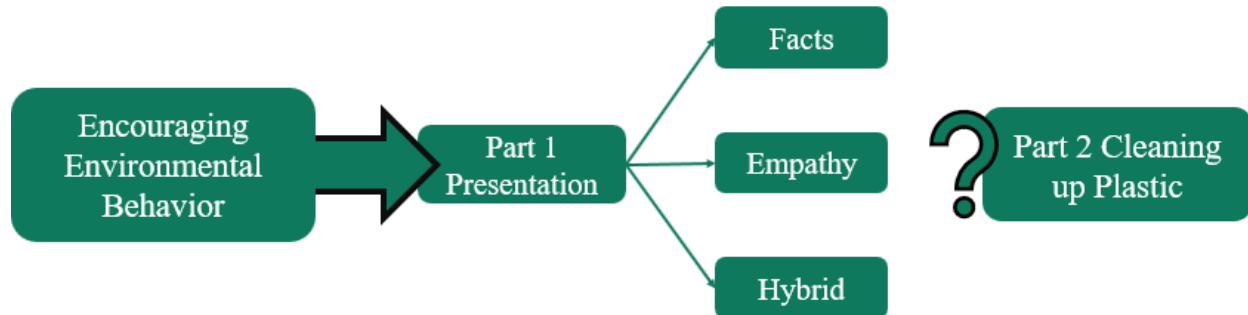 Encouraging
Environmental
Behavior
Part 1
Presentation
Facts
Empathy
Hybrid
?
Part 2 Cleaning
up Plastic